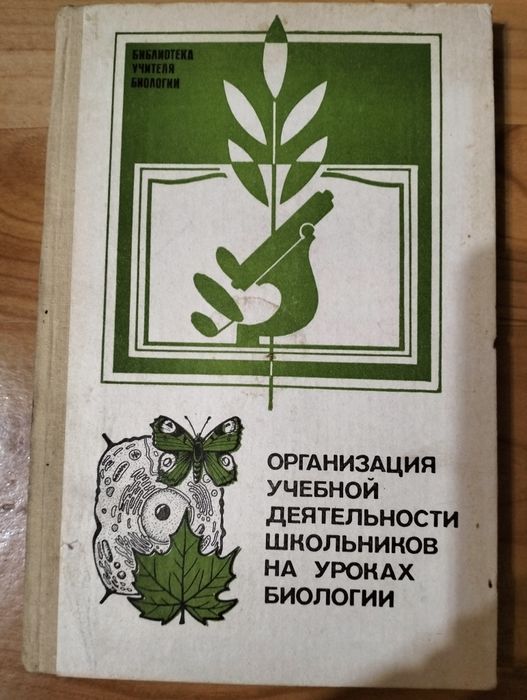 БИБЛИОТЕКА
УЧИТЕЛЯ
БИОЛОГИИ
ОРГАНИЗАЦИЯ
УЧЕБНОЙ
ДЕЯТЕЛЬНОСТИ
ШКОЛЬНИКОВ
НА УРОКАХ
БИОЛОГИИ